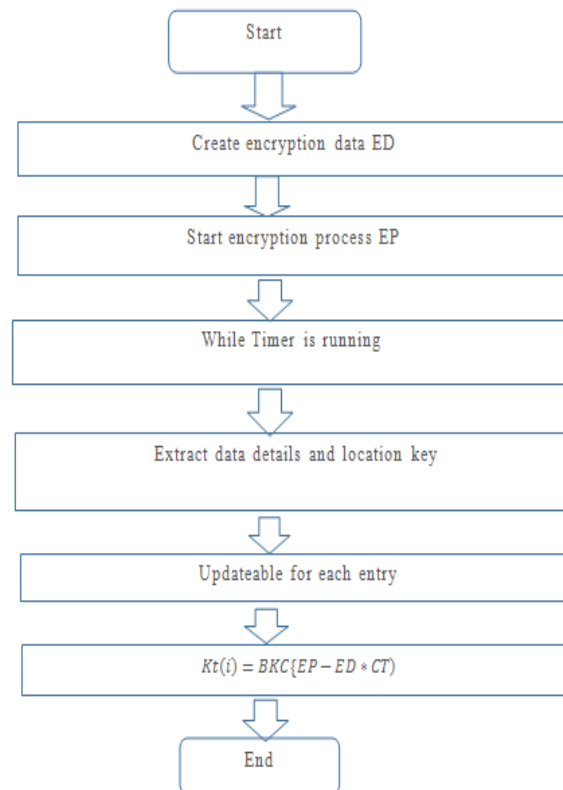 Start
Create encryption data ED
Start encryption process EP
While Timer is running
Extract data details and location key
Updateable for each entry
Kt(i) = BKC{EP − ED * CT)
End